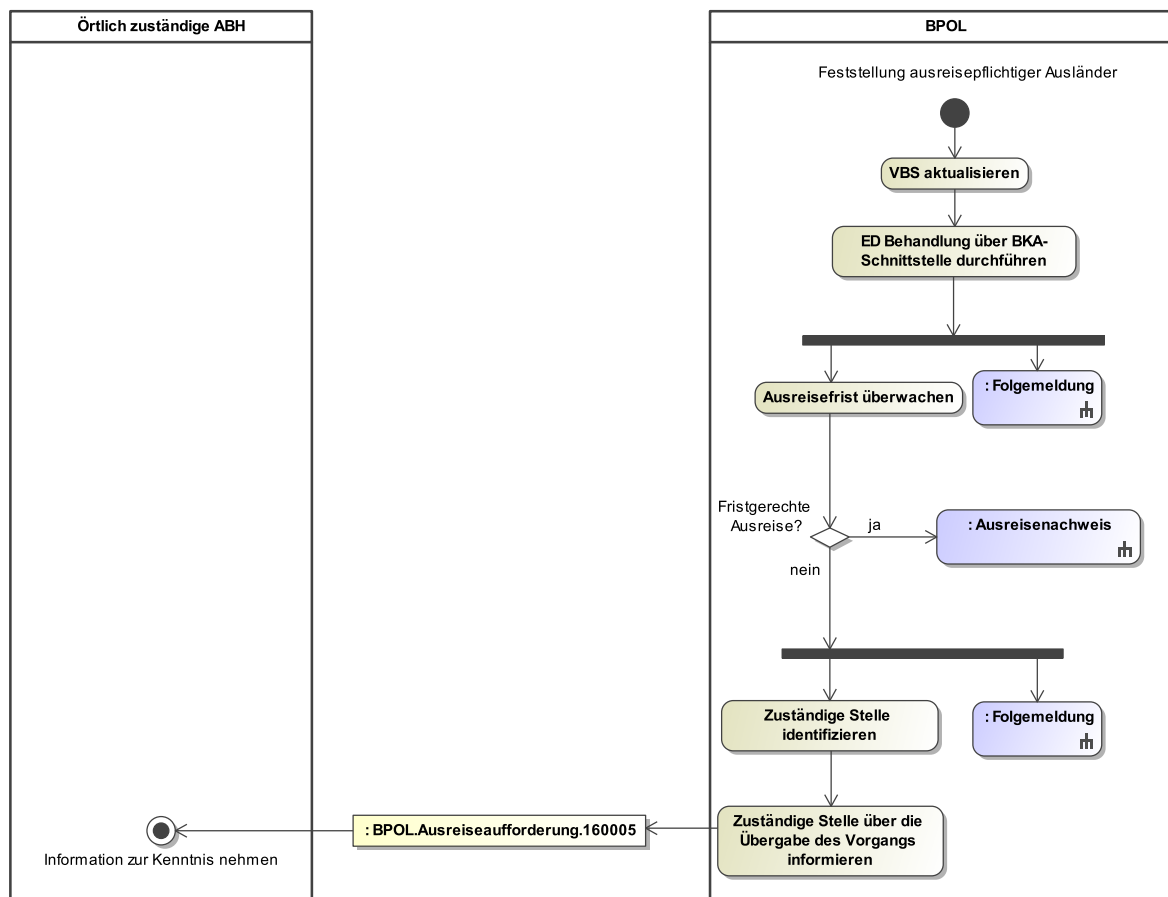 Örtlich zuständige ABH
BPOL
Feststellung ausreisepflichtiger Ausländer
VBS aktualisieren
ED Behandlung über BKA-
Schnittstelle durchführen
Ausreisefrist überwachen
: Folgemeldung
Fristgerechte
Ausreise?
ja
: Ausreisenachweis
nein
Zuständige Stelle
identifizieren
: Folgemeldung
Zuständige Stelle über die
Übergabe des Vorgangs
informieren
: BPOL.Ausreiseaufforderung.160005
Information zur Kenntnis nehmen